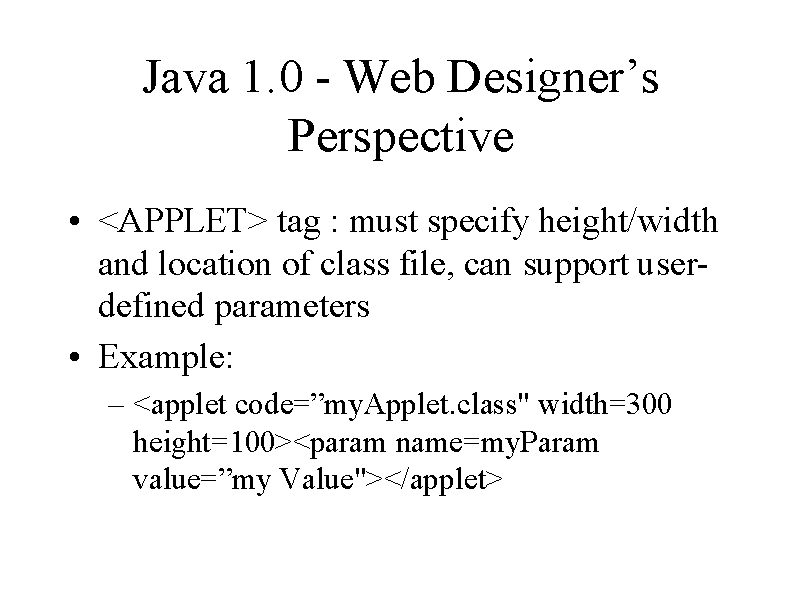 Java 1.0 - Web Designer’s
Perspective
• <APPLET> tag : must specify height/width
and location of class file, can support user-
defined parameters
• Example:
– <applet code=”my.Applet.class" width=300
height=100><param name=my.Param
value=”my Value"></applet>